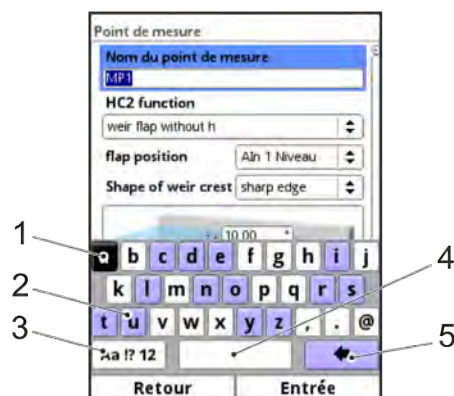 Point de mesure
Nom du point de mesure
MP1
HC2 function
weir flap without h
flap position AIn 1 Niveau
Shape of weir crest sharp edge
10.00 °
1 4
a b c d e f g h i j
2
k l m n o p q r s
3
t u v w x y z , . @
5
Aa !? 12
Retour Entrée